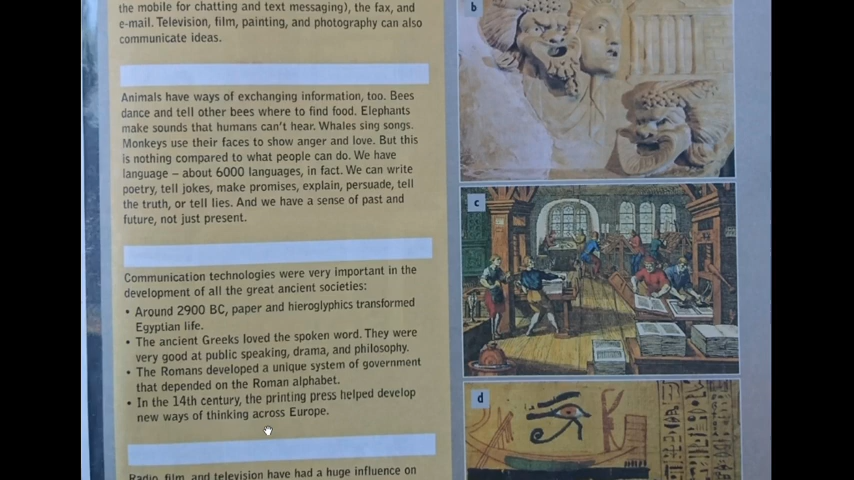 the mobile for chatting and text messaging), the fax, and
e-mail. Television, film, painting, and photography can also
communicate ideas.
Animals have ways of exchanging information, too. Bees
dance and tell other bees where to find food. Elephants
make sounds that humans can't hear. Whales sing songs.
Monkeys use their faces to show anger and love. But this
is nothing compared to what people can do. We have
language – about 6000 languages, in fact. We can write
poetry, tell jokes, make promises, explain, persuade, tell
the truth, or tell lies. And we have a sense of past and
future, not just present.
Communication technologies were very important in the
development of all the great ancient societies:
• Around 2900 BC, paper and hieroglyphics transformed
Egyptian life.
• The ancient Greeks loved the spoken word. They were
very good at public speaking, drama, and philosophy.
• The Romans developed a unique system of government
that depended on the Roman alphabet.
• In the 14th century, the printing press helped develop
new ways of thinking across Europe.
Radio, film, and television have had a huge influence on
b
c
d